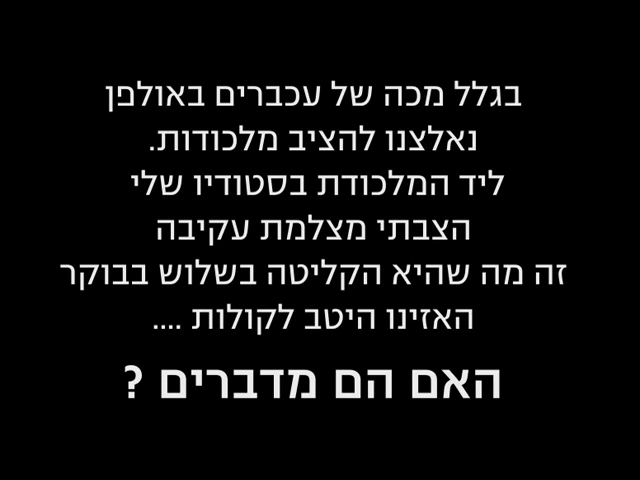 בגלל מכה של עכברים באולפן
נאלצנו להציב מלכודות.
ליד המלכודת בסטודיו שלי
הצבתי מצלמת עקיבה
זה מה שהיא הקליטה בשלוש בבוקר
האזינו היטב לקולות ....
האם הם מדברים ?